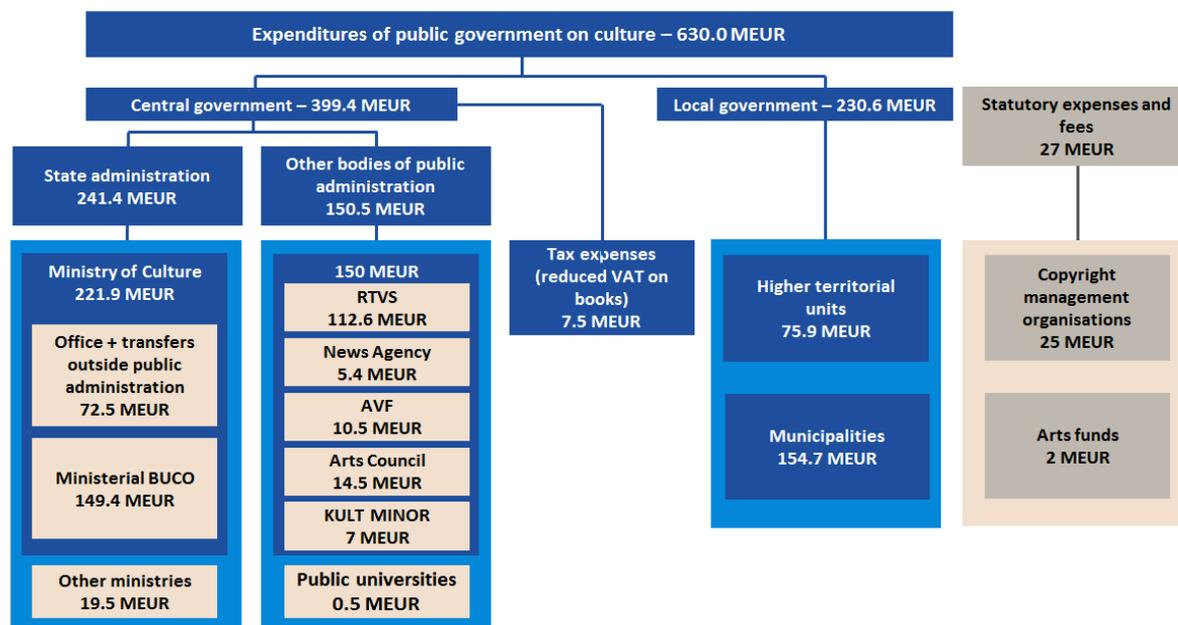 Expenditures of public government on culture – 630.0 MEUR
Central government – 399.4 MEUR
Local government – 230.6 MEUR
Statutory expenses and
fees
27 MEUR
State administration
241.4 MEUR
Other bodies of public
administration
150.5 MEUR
Ministry of Culture
221.9 MEUR
Office + transfers
outside public
administration
72.5 MEUR
Ministerial BUCO
149.4 MEUR
Other ministries
19.5 MEUR
150 MEUR
RTVS
112.6 MEUR
News Agency
5.4 MEUR
AVF
10.5 MEUR
Arts Council
14.5 MEUR
KULT MINOR
7 MEUR
Public universities
0.5 MEUR
Tax expenses
(reduced VAT on
books)
7.5 MEUR
Higher territorial
units
75.9 MEUR
Municipalities
154.7 MEUR
Copyright
management
organisations
25 MEUR
Arts funds
2 MEUR